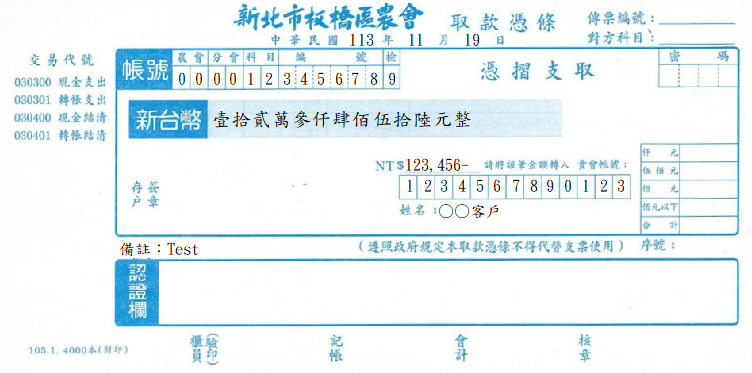 新北市板橋區農會 取款憑條 傳票編號：
中華民國 113 年 11 月 19 日 對方科目：
交易代號
030300 現金支出
030301 轉帳支出
030400 現金結清
030401 轉帳結清
帳號 農會 分會 科目 編號 檢
0 0 0 0 1 2 3 4 5 6 7 8 9
憑摺支取
密碼
新台幣 壹拾貳萬參仟肆佰伍拾陸元整
NT$123,456- 請將該筆金額轉入 貴會帳號：
1 2 3 4 5 6 7 8 9 0 1 2 3
姓名：○○客戶
存戶簽章
仟元
佰佰元
佰元
佰元以下
合計
備註：Test (遵照政府規定本取款憑條不得代替支票使用) 序號：
認證欄
105.1.4000本(財印) 櫃員(驗印) 記帳 會計 核章